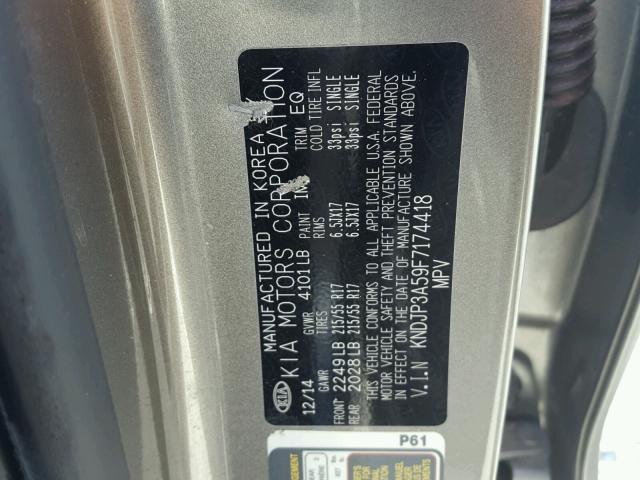 MANUFACTURED IN KOREA
KIA KIA MOTORS CORPORATION
12/14 GVWR 4101LB PAINT TRIM EQ
GAWR TIRES RIMS COLD TIRE INFL
FRONT 2249LB 215/55 R17 6.5JX17 33psi SINGLE
REAR 2028LB 215/55 R17 6.5JX17 33psi SINGLE
THIS VEHICLE CONFORMS TO ALL APPLICABLE U.S.A. FEDERAL
MOTOR VEHICLE SAFETY AND THEFT PREVENTION STANDARDS
IN EFFECT ON THE DATE OF MANUFACTURE SHOWN ABOVE.
V.I.N KNDJP3A59F7174418
MPV
P61